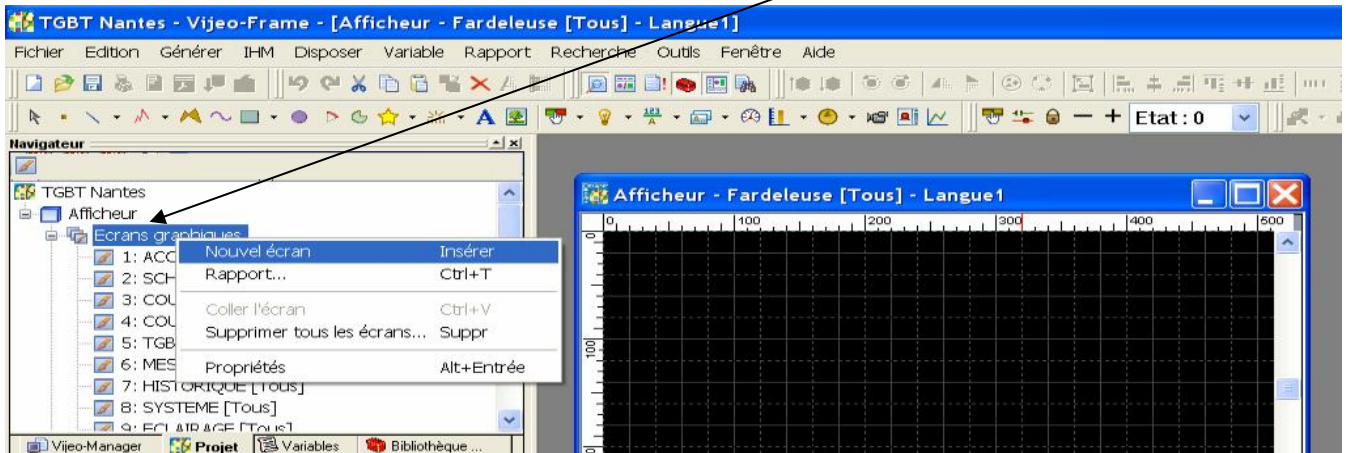 TGBT Nantes - Vijeo-Frame - [Afficheur - Fardeleuse [Tous] - Langue1]
Fichier Edition Générer IHM Disposer Variable Rapport Recherche Outils Fenêtre Aide
Etat : 0
Navigateur
TGBT Nantes
Afficheur
Ecrans graphiques
1: ACC
2: SCH
3: COU
4: COU
5: TGB
6: MES
7: HISTORIQUE [Tous]
8: SYSTEME [Tous]
9: ECLAIRAGE [Tous]
Nouvel écran Insérer
Rapport... Ctrl+T
Coller l'écran Ctrl+V
Supprimer tous les écrans... Suppr
Propriétés Alt+Entrée
Vijeo-Manager Projet Variables Bibliothèque ...
Afficheur - Fardeleuse [Tous] - Langue1
0 100 200 300 400 500
0
100